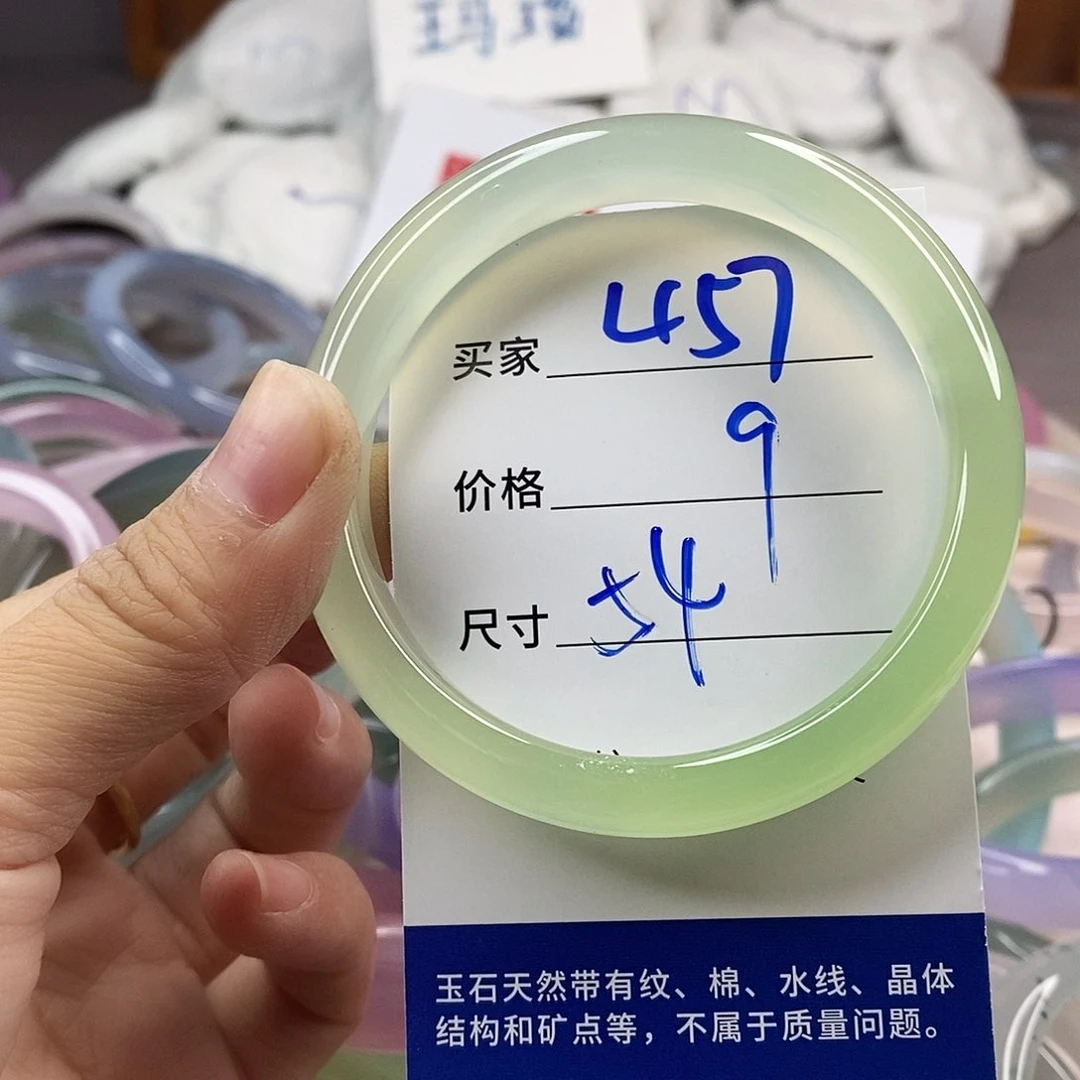 玛瑙
买家 457
价格 9
尺寸 54
玉石天然带有纹、棉、水线、晶体
结构和矿点等，不属于质量问题。